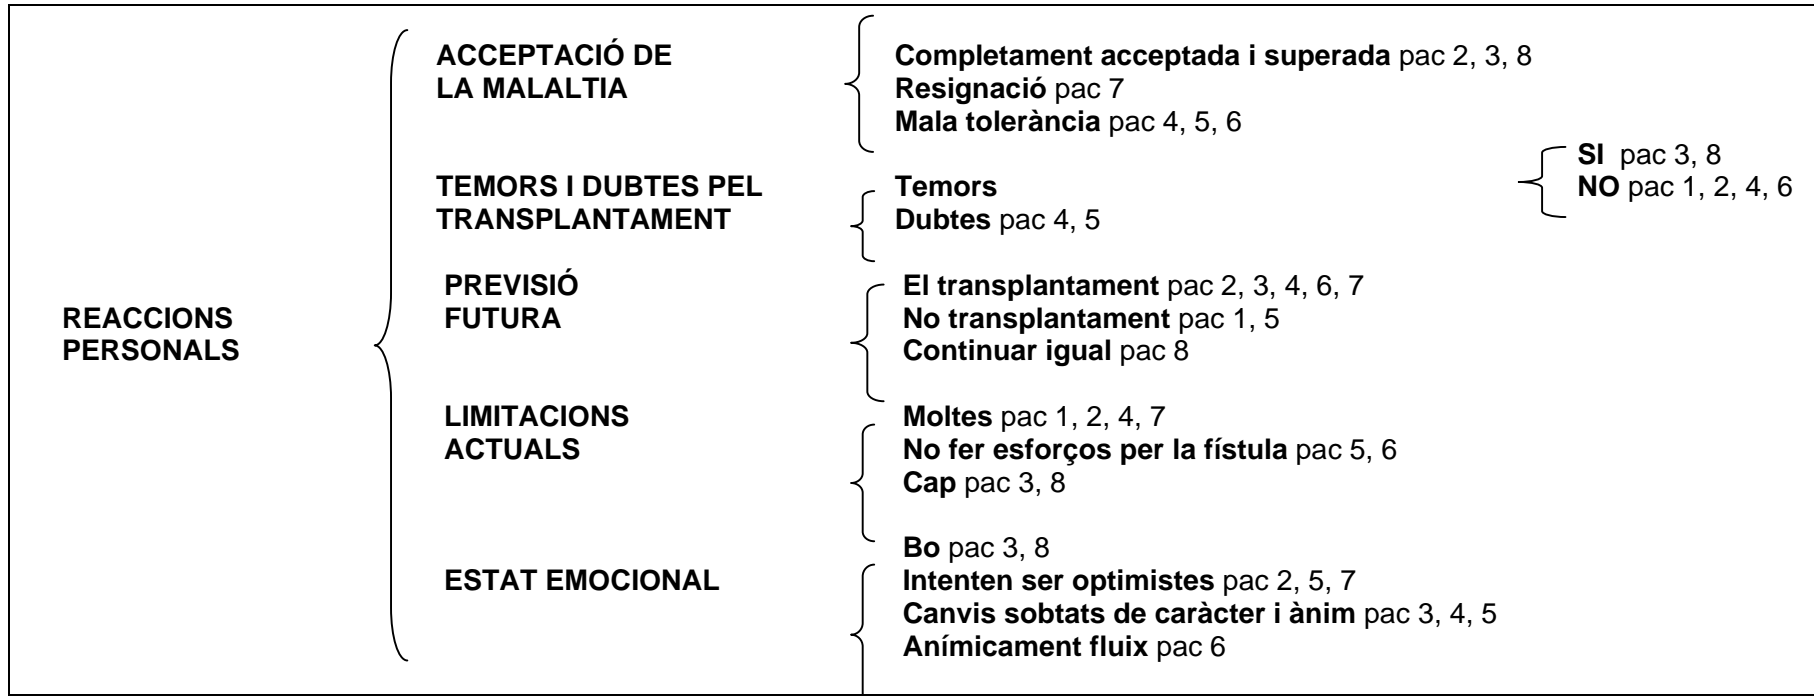 ACCEPTACIÓ DE
LA MALALTIA
Completament acceptada i superada pac 2, 3, 8
Resignació pac 7
Mala tolerància pac 4, 5, 6
TEMORS I DUBTES PEL
TRANSPLANTAMENT
Temors
Dubtes pac 4, 5
SI pac 3, 8
NO pac 1, 2, 4, 6
REACCIONS
PERSONALS
PREVISIÓ
FUTURA
El transplantament pac 2, 3, 4, 6, 7
No transplantament pac 1, 5
Continuar igual pac 8
LIMITACIONS
ACTUALS
Moltes pac 1, 2, 4, 7
No fer esforços per la fístula pac 5, 6
Cap pac 3, 8
ESTAT EMOCIONAL
Bo pac 3, 8
Intenten ser optimistes pac 2, 5, 7
Canvis sobtats de caràcter i ànim pac 3, 4, 5
Anímicament fluix pac 6